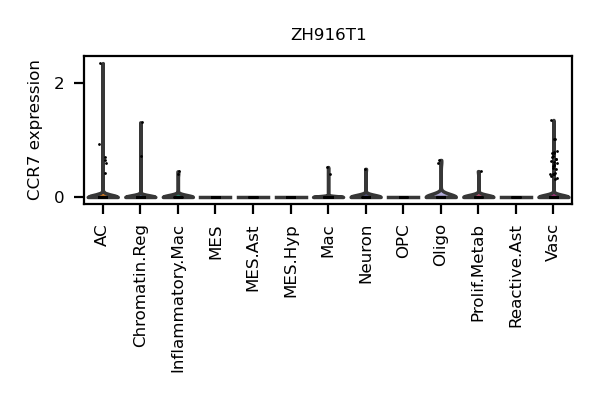 ZH916T1
CCR7 expression
2
0
AC
Chromatin.Reg
Inflammatory.Mac
MES
MES.Ast
MES.Hyp
Mac
Neuron
OPC
Oligo
Prolif.Metab
Reactive.Ast
Vasc